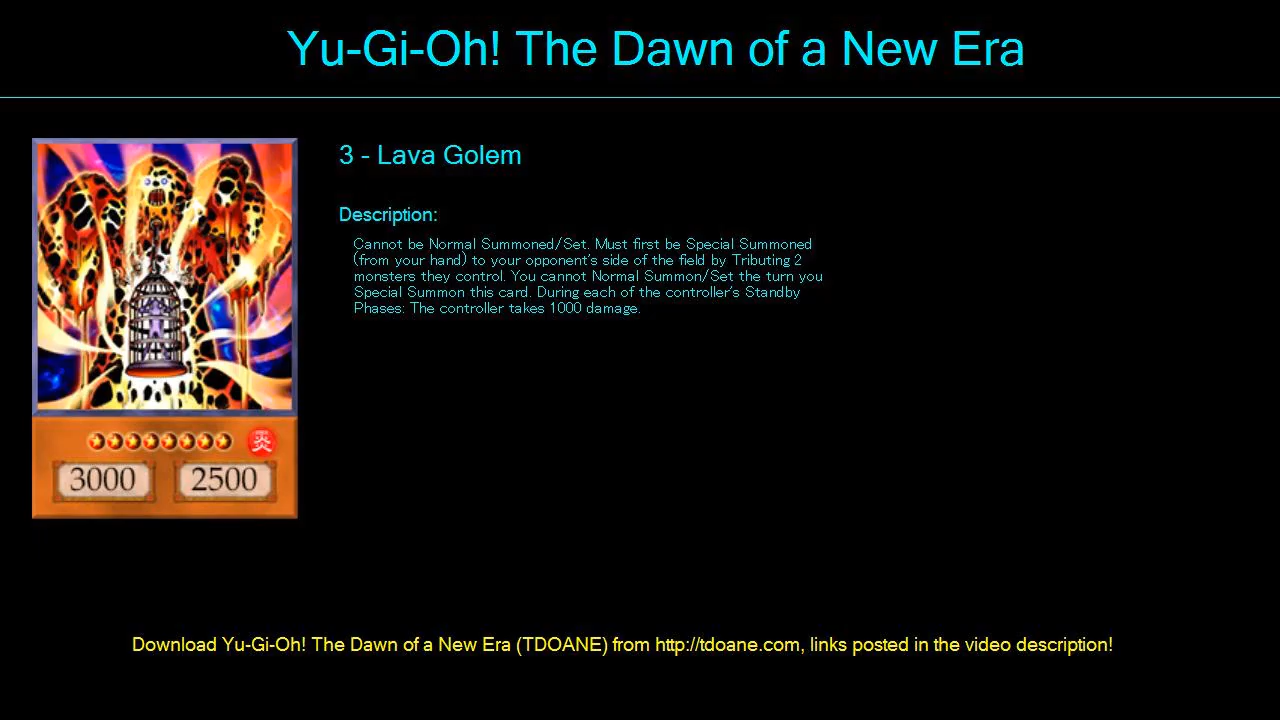 Yu-Gi-Oh! The Dawn of a New Era
3 - Lava Golem
Description:
Cannot be Normal Summoned/Set. Must first be Special Summoned
(from your hand) to your opponent's side of the field by Tributing 2
monsters they control. You cannot Normal Summon/Set the turn you
Special Summon this card. During each of the controller's Standby
Phases: The controller takes 1000 damage.
炎
3000 2500
Download Yu-Gi-Oh! The Dawn of a New Era (TDOANE) from http://tdoane.com, links posted in the video description!